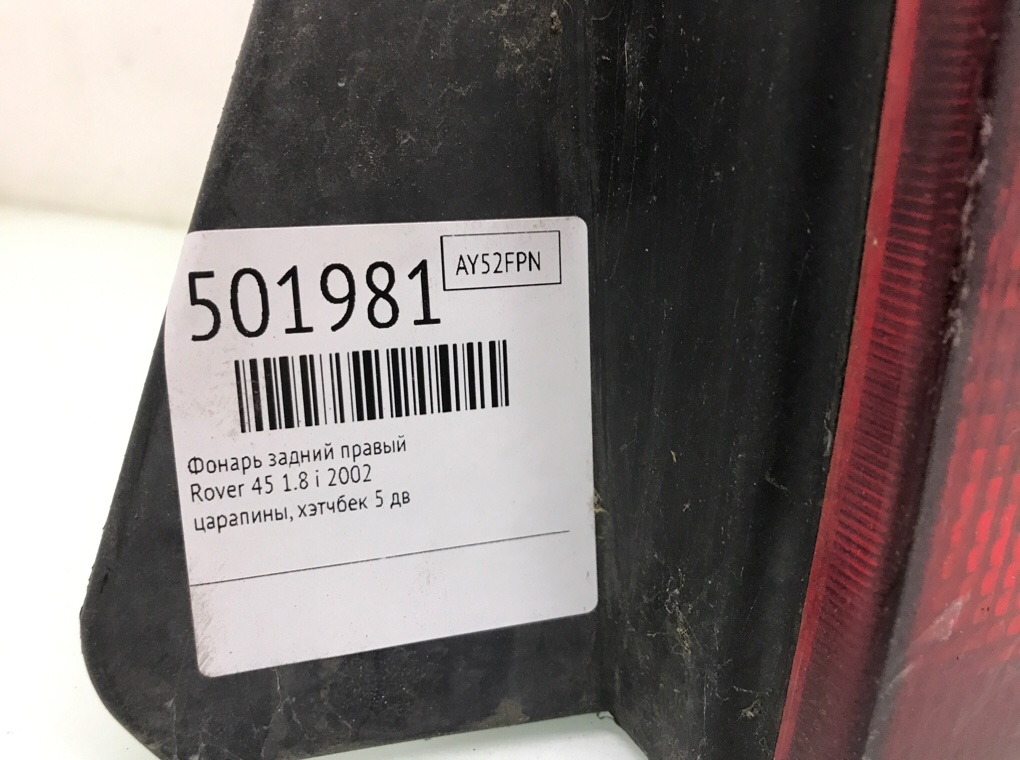 501981
AY52FPN
Фонарь задний правый
Rover 45 1.8 i 2002
царапины, хэтчбек 5 дв